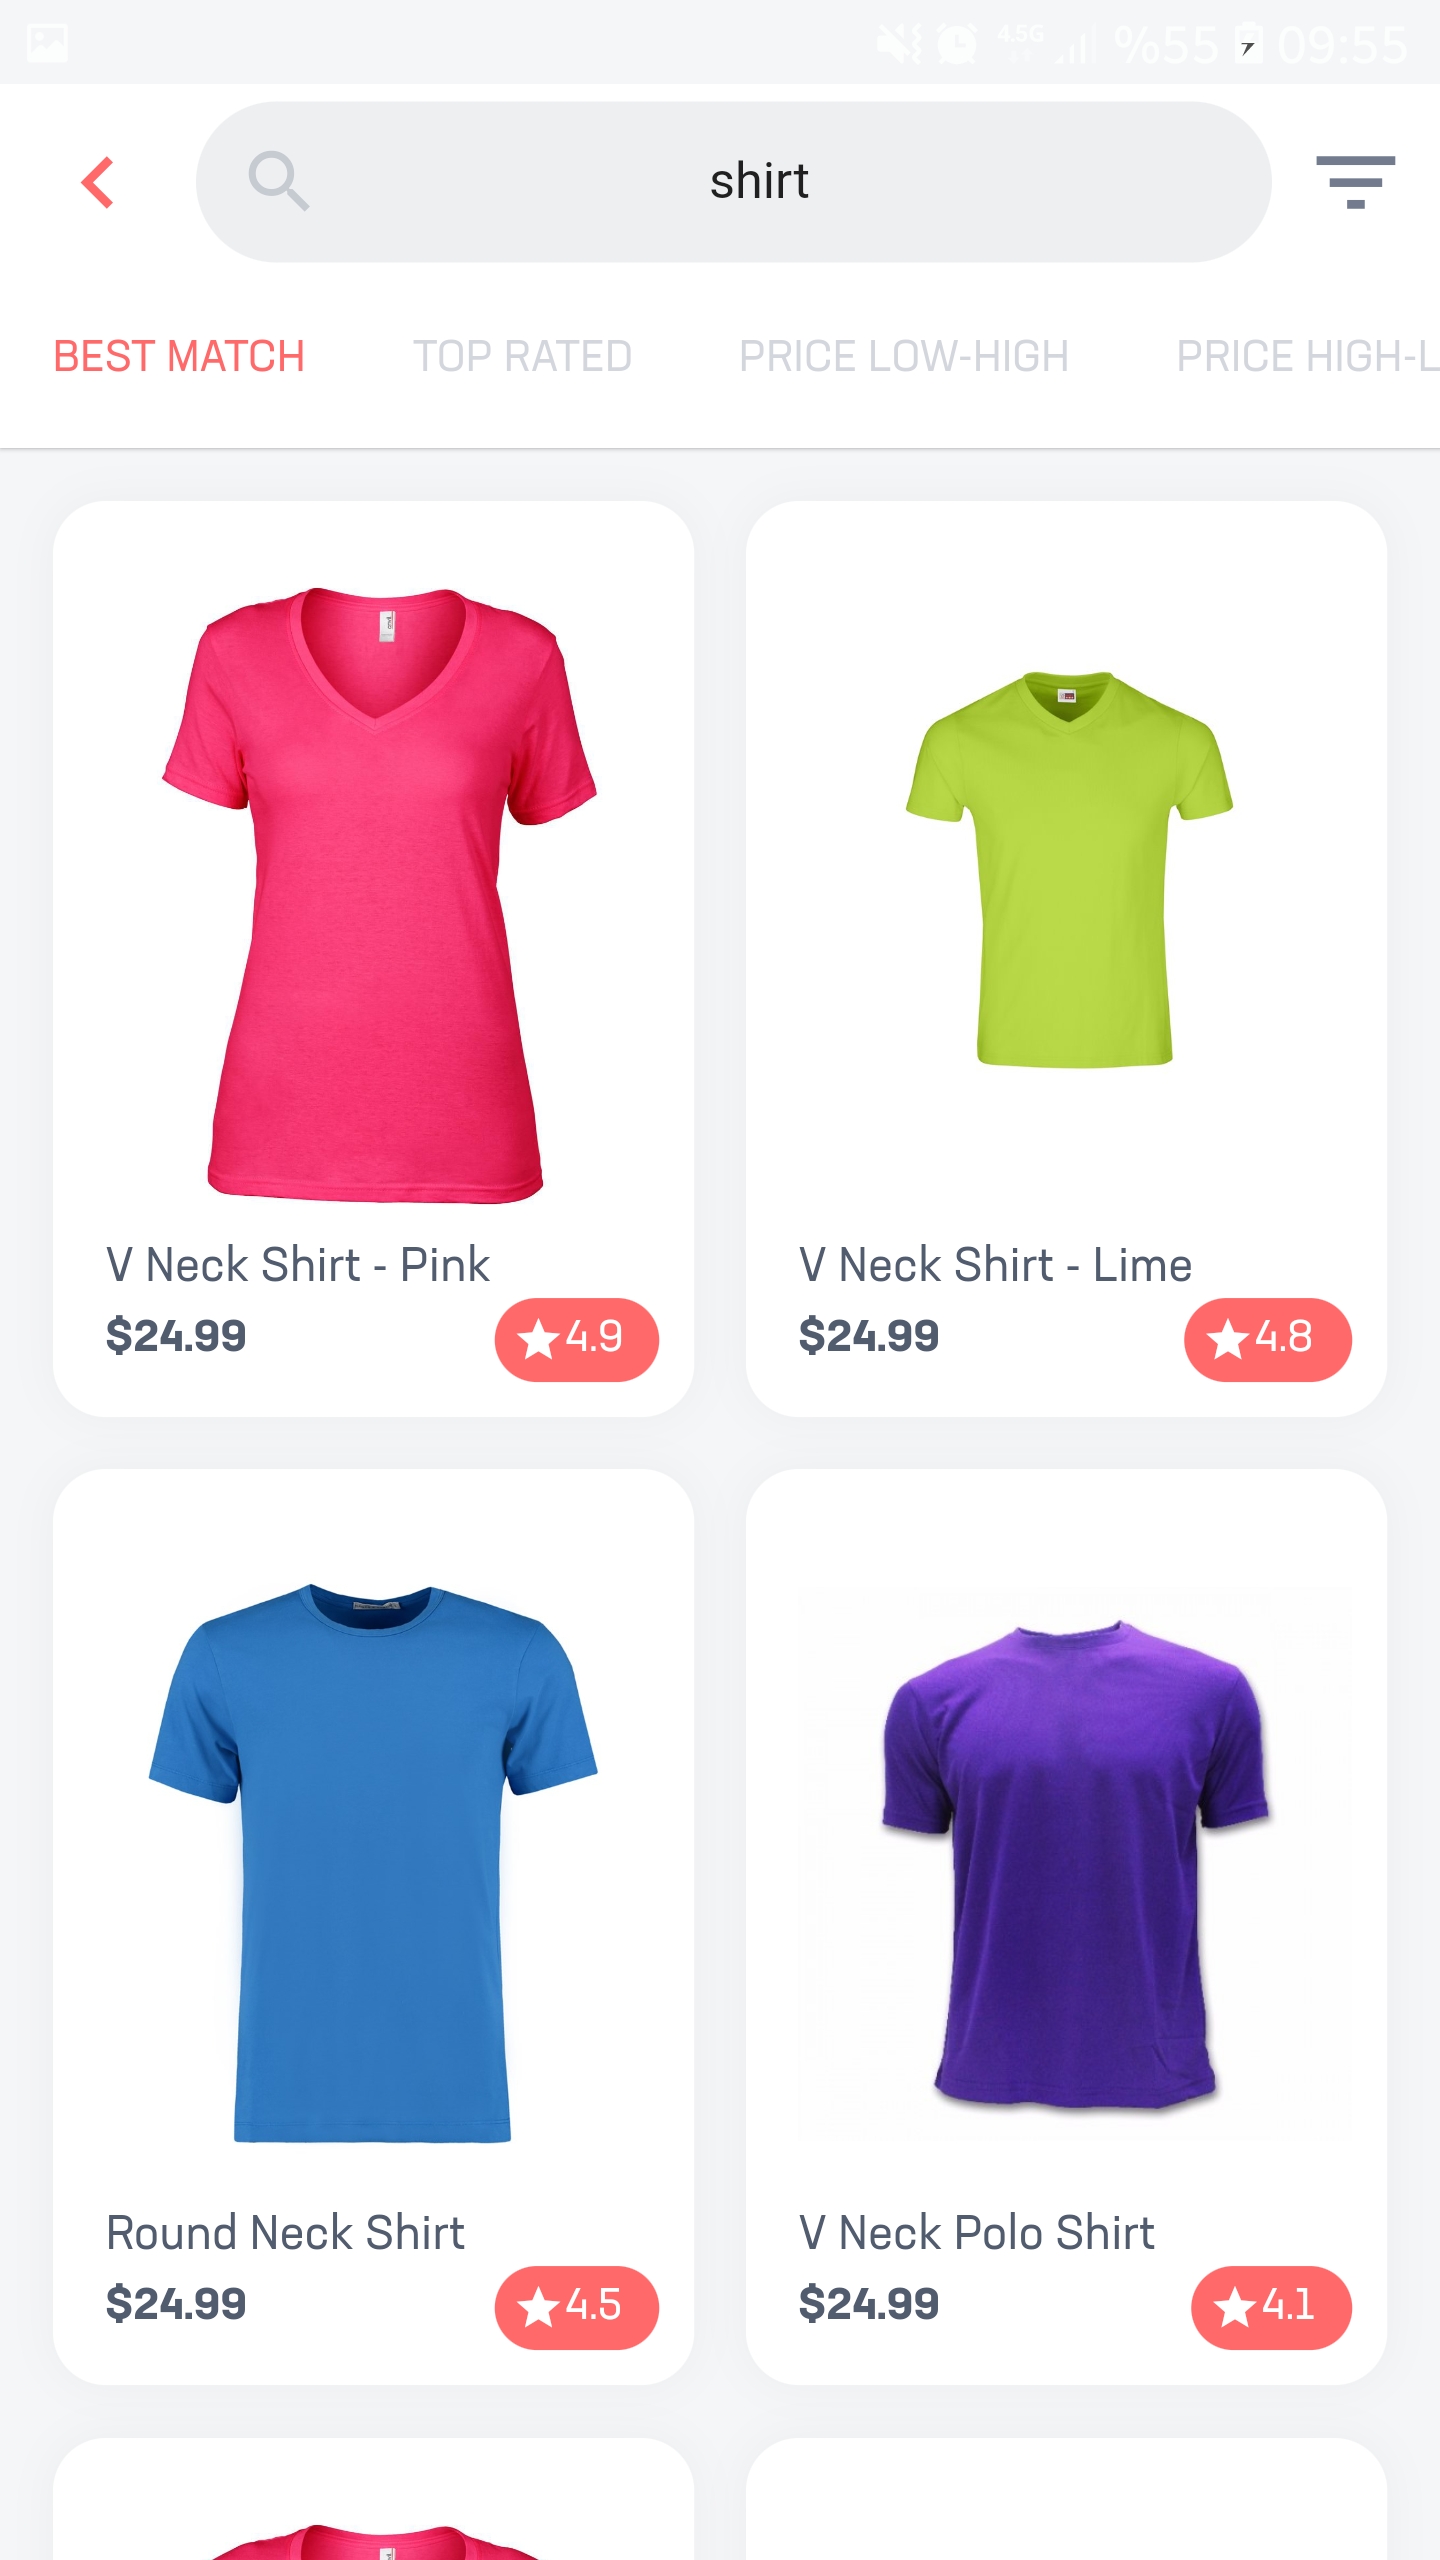 4.5G %55 09:55
shirt
BEST MATCH TOP RATED PRICE LOW-HIGH PRICE HIGH-L
V Neck Shirt - Pink
$24.99
4.9
V Neck Shirt - Lime
$24.99
4.8
Round Neck Shirt
$24.99
4.5
V Neck Polo Shirt
$24.99
4.1